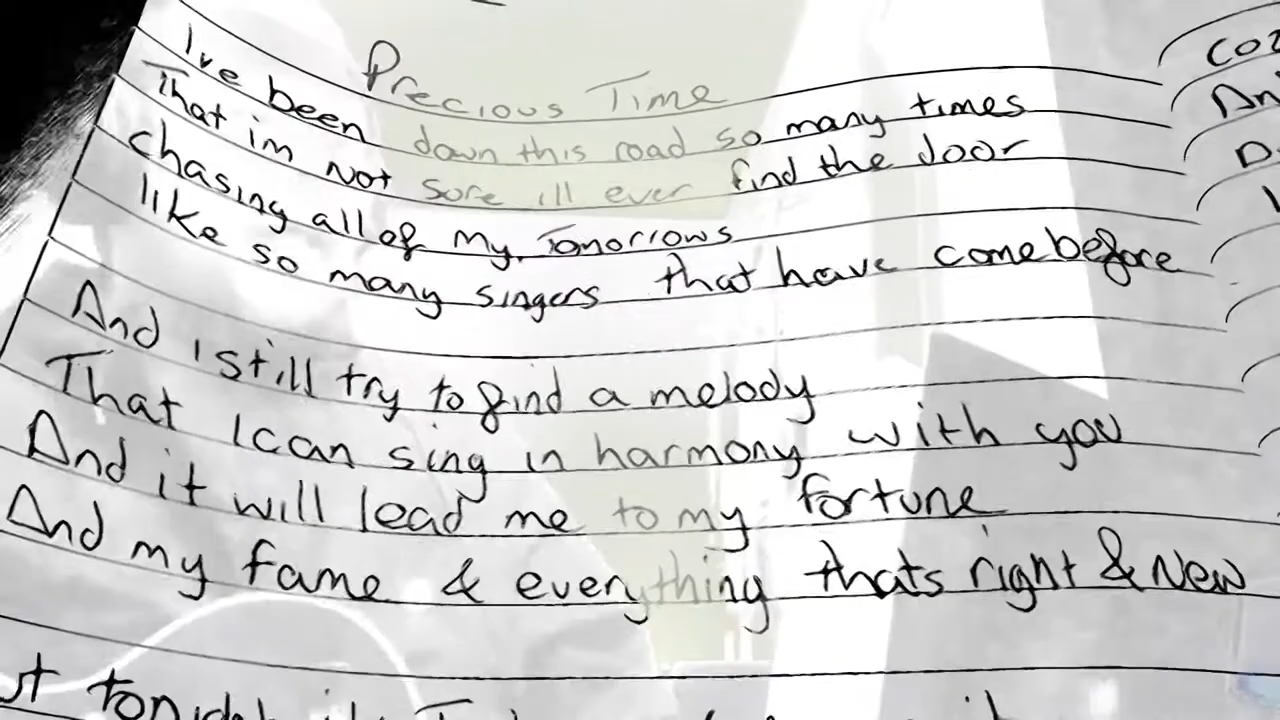 Precious Time
Ive been down this road so many times
That im Not sure ill ever find the door
chasing all of My Tomorrows
like so many singers that have come before
And I still try to find a melody
That I can sing in harmony with you
And it will lead me to my fortune
And my fame & everything thats right & New
tonight